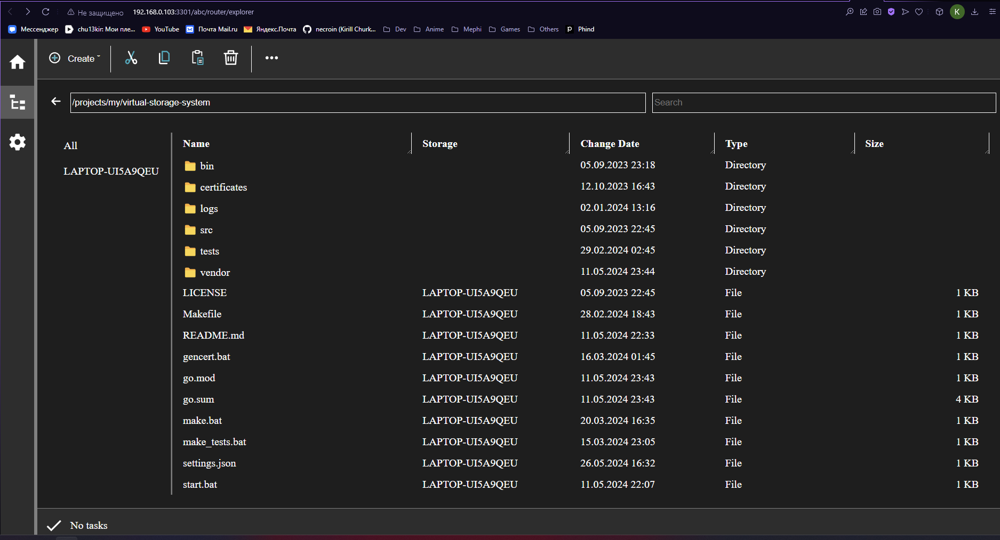 Не защищено 192.168.0.103:3301/abc/router/explorer K
Мессенджер chu13kir: Мои пле... YouTube Почта Mail.ru Яндекс.Почта necroin (Kirill Churk... Dev Anime Mephi Games Others p Phind
Create
/projects/my/virtual-storage-system Search
All
LAPTOP-UI5A9QEU
Name Storage Change Date Type Size
bin 05.09.2023 23:18 Directory
certificates 12.10.2023 16:43 Directory
logs 02.01.2024 13:16 Directory
src 05.09.2023 22:45 Directory
tests 29.02.2024 02:45 Directory
vendor 11.05.2024 23:44 Directory
LICENSE LAPTOP-UI5A9QEU 05.09.2023 22:45 File 1 KB
Makefile LAPTOP-UI5A9QEU 28.02.2024 18:43 File 1 KB
README.md LAPTOP-UI5A9QEU 11.05.2024 22:33 File 1 KB
gencert.bat LAPTOP-UI5A9QEU 16.03.2024 01:45 File 1 KB
go.mod LAPTOP-UI5A9QEU 11.05.2024 23:43 File 1 KB
go.sum LAPTOP-UI5A9QEU 11.05.2024 23:43 File 4 KB
make.bat LAPTOP-UI5A9QEU 20.03.2024 16:35 File 1 KB
make_tests.bat LAPTOP-UI5A9QEU 15.03.2024 23:05 File 1 KB
settings.json LAPTOP-UI5A9QEU 26.05.2024 16:32 File 1 KB
start.bat LAPTOP-UI5A9QEU 11.05.2024 22:07 File 1 KB
No tasks